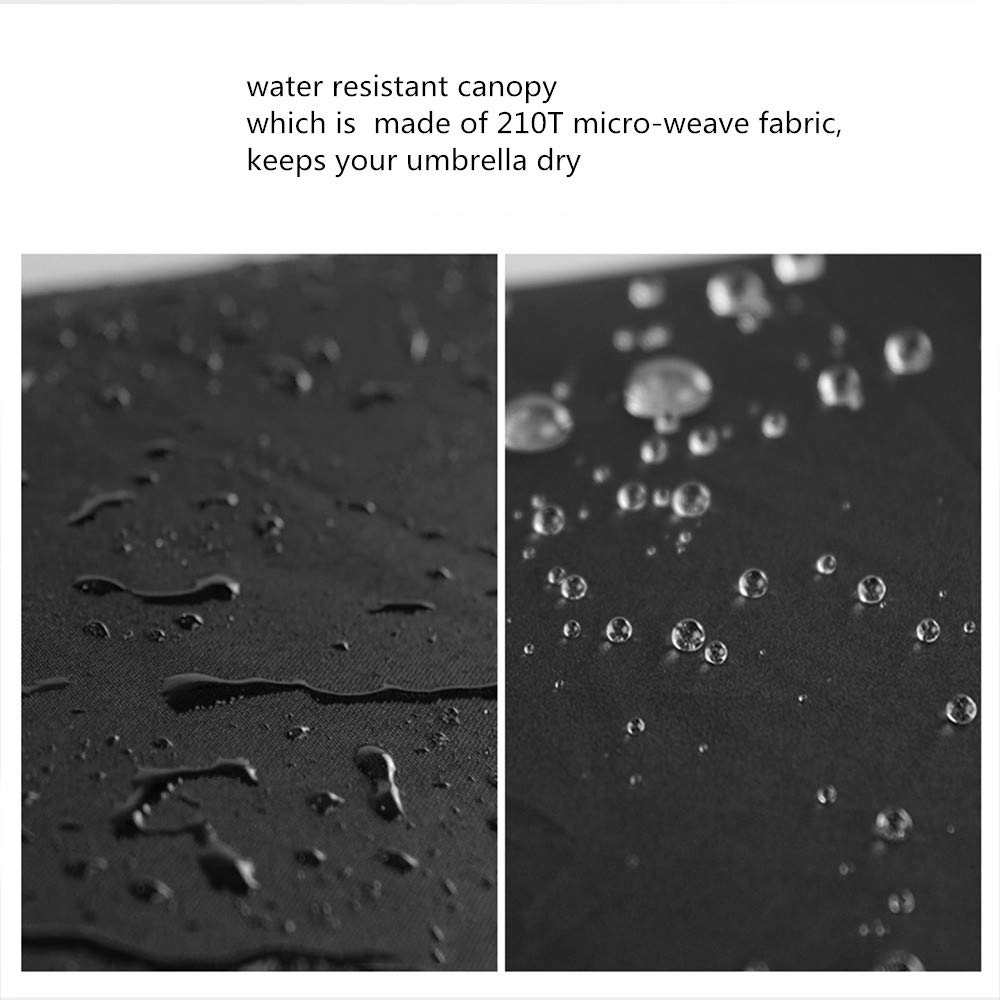 water resistant canopy
which is  made of 210T micro-weave fabric,
keeps your umbrella dry